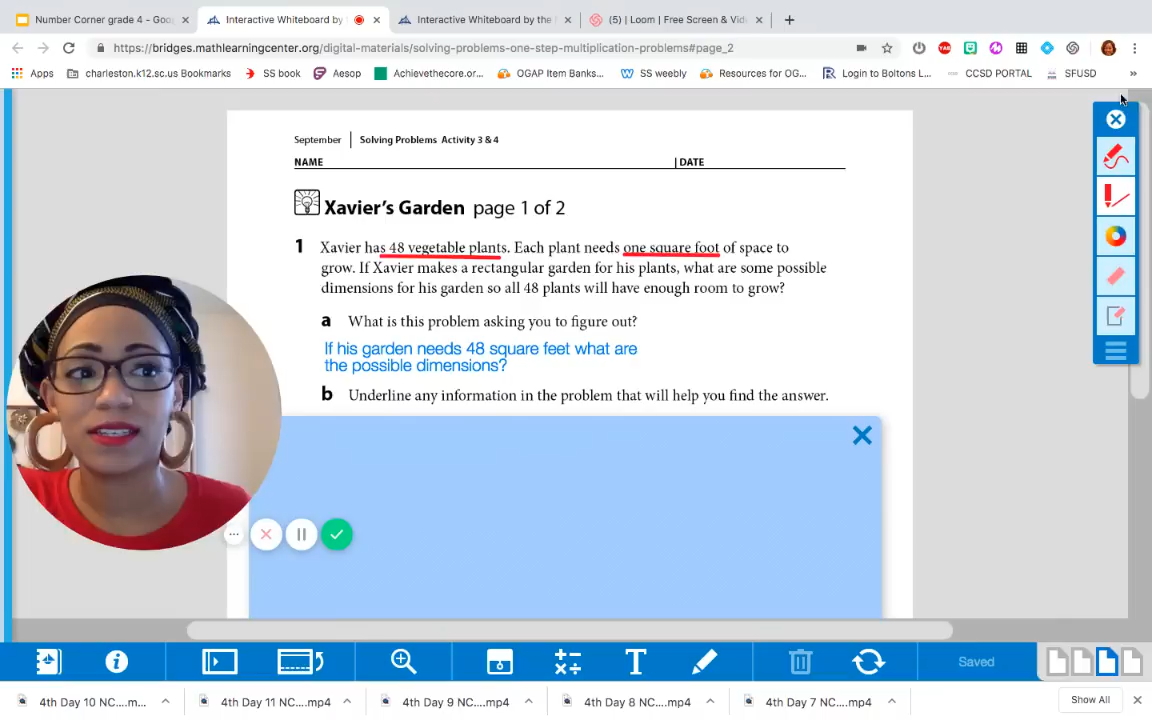 Number Corner grade 4 - Goo
Interactive Whiteboard by
Interactive Whiteboard by the
(5) | Loom | Free Screen & Vide
https://bridges.mathlearningcenter.org/digital-materials/solving-problems-one-step-multiplication-problems#page_2
Apps charleston.k12.sc.us Bookmarks SS book Aesop Achievethecore.or... OGAP Item Banks... SS weebly Resources for OG... Login to Boltons L... CCSD PORTAL SFUSD »
September | Solving Problems Activity 3 & 4
NAME | DATE
Xavier's Garden page 1 of 2
1 Xavier has 48 vegetable plants. Each plant needs one square foot of space to
grow. If Xavier makes a rectangular garden for his plants, what are some possible
dimensions for his garden so all 48 plants will have enough room to grow?
a What is this problem asking you to figure out?
If his garden needs 48 square feet what are
the possible dimensions?
b Underline any information in the problem that will help you find the answer.
Saved
4th Day 10 NC....m... 4th Day 11 NC....mp4 4th Day 9 NC....mp4 4th Day 8 NC....mp4 4th Day 7 NC....mp4 Show All